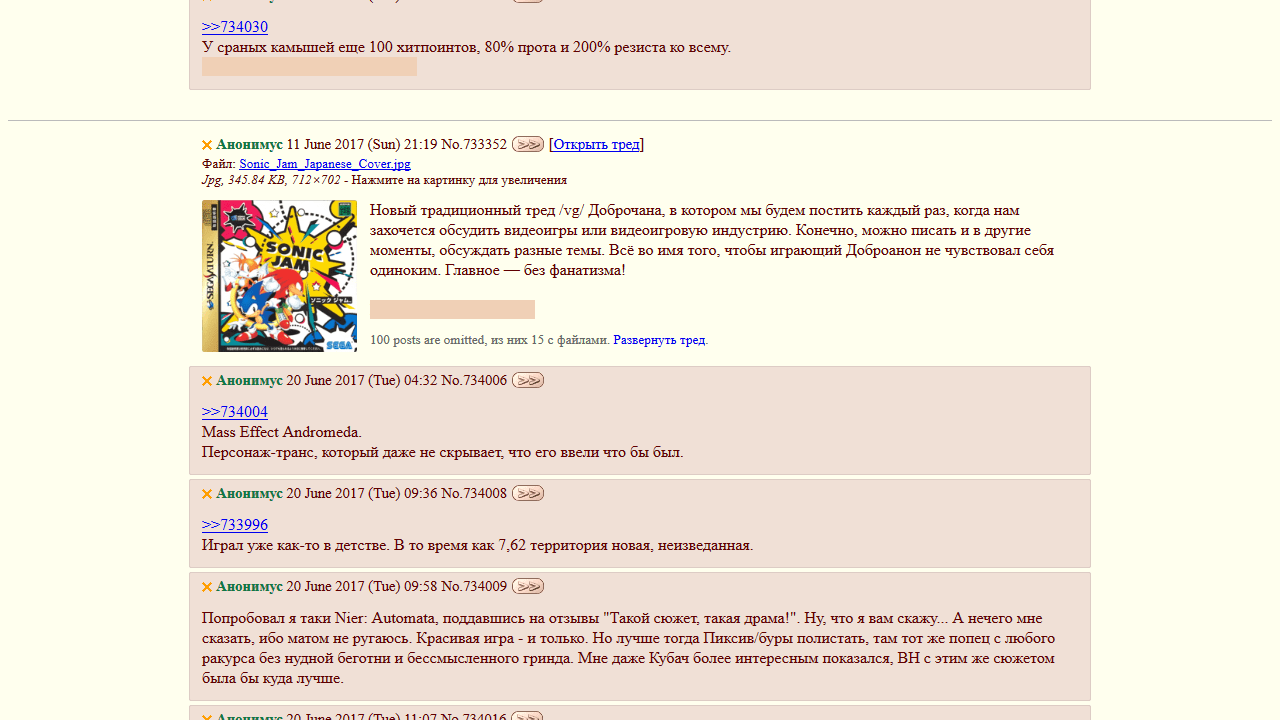 >>734030
У сраных камышей еще 100 хитпоинтов, 80% прота и 200% резиста ко всему.
Анонимус 11 June 2017 (Sun) 21:19 No.733352 >> [Открыть тред]
Файл: Sonic_Jam_Japanese_Cover.jpg
Jpg, 345.84 KB, 712×702 - Нажмите на картинку для увеличения
SEGA SATURN
SONIC
JAM
ソニック ジャム
SEGA
Новый традиционный тред /vg/ Доброчана, в котором мы будем постить каждый раз, когда нам
захочется обсудить видеоигры или видеоигровую индустрию. Конечно, можно писать и в другие
моменты, обсуждать разные темы. Всё во имя того, чтобы играющий Доброанон не чувствовал себя
одиноким. Главное — без фанатизма!
100 posts are omitted, из них 15 с файлами. Развернуть тред.
Анонимус 20 June 2017 (Tue) 04:32 No.734006 >>
>>734004
Mass Effect Andromeda.
Персонаж-транс, который даже не скрывает, что его ввели что бы был.
Анонимус 20 June 2017 (Tue) 09:36 No.734008 >>
>>733996
Играл уже как-то в детстве. В то время как 7,62 территория новая, неизведанная.
Анонимус 20 June 2017 (Tue) 09:58 No.734009 >>
Попробовал я таки Nier: Automata, поддавшись на отзывы "Такой сюжет, такая драма!". Ну, что я вам скажу... А нечего мне
сказать, ибо матом не ругаюсь. Красивая игра - и только. Но лучше тогда Пиксив/буры полистать, там тот же попец с любого
ракурса без нудной беготни и бессмысленного гринда. Мне даже Кубач более интересным показался, ВН с этим же сюжетом
была бы куда лучше.
Анонимус 20 June 2017 (Tue) 11:07 No.734016 >>